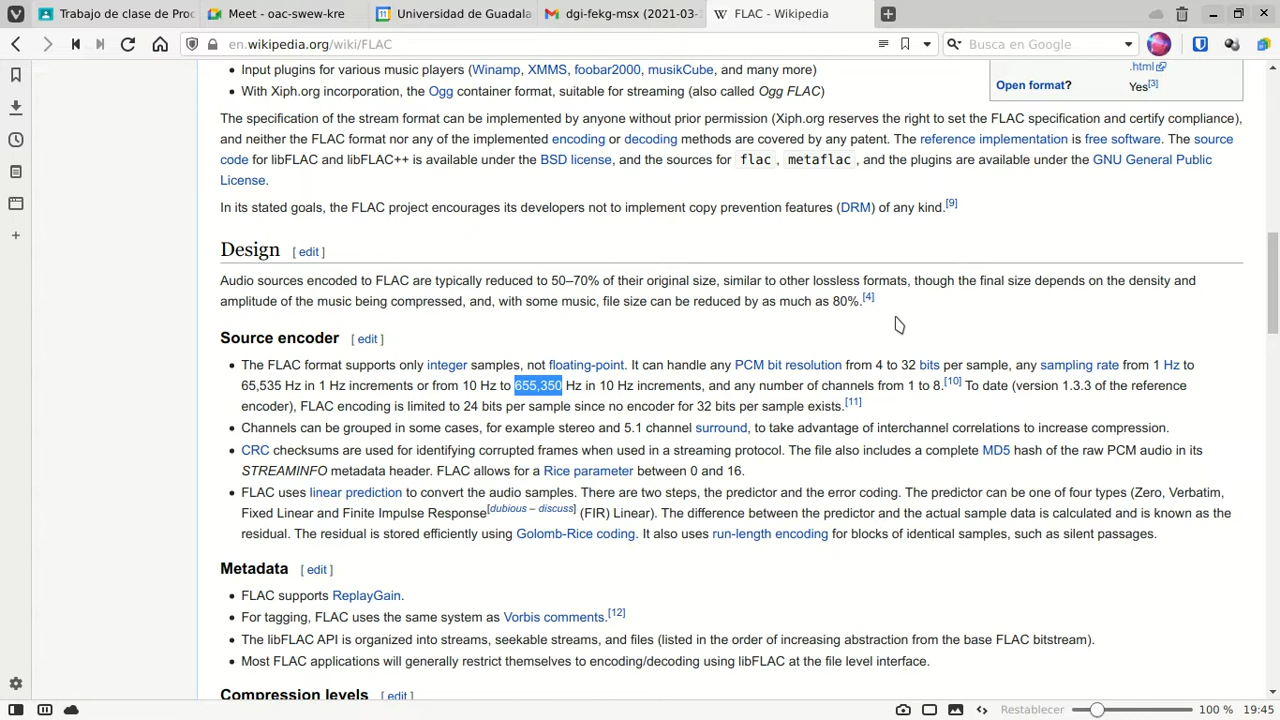 Trabajo de clase de Pro
Meet - oac-swew-kre
Universidad de Guadala
dgi-fekg-msx (2021-03-
FLAC - Wikipedia
en.wikipedia.org/wiki/FLAC
Busca en Google
• Input plugins for various music players (Winamp, XMMS, foobar2000, musikCube, and many more)
• With Xiph.org incorporation, the Ogg container format, suitable for streaming (also called Ogg FLAC)
.html
Open format? Yes[3]
The specification of the stream format can be implemented by anyone without prior permission (Xiph.org reserves the right to set the FLAC specification and certify compliance),
and neither the FLAC format nor any of the implemented encoding or decoding methods are covered by any patent. The reference implementation is free software. The source
code for libFLAC and libFLAC++ is available under the BSD license, and the sources for flac, metaflac, and the plugins are available under the GNU General Public
License.
In its stated goals, the FLAC project encourages its developers not to implement copy prevention features (DRM) of any kind.[9]
Design [ edit ]
Audio sources encoded to FLAC are typically reduced to 50–70% of their original size, similar to other lossless formats, though the final size depends on the density and
amplitude of the music being compressed, and, with some music, file size can be reduced by as much as 80%.[4]
Source encoder [ edit ]
• The FLAC format supports only integer samples, not floating-point. It can handle any PCM bit resolution from 4 to 32 bits per sample, any sampling rate from 1 Hz to
65,535 Hz in 1 Hz increments or from 10 Hz to 655,350 Hz in 10 Hz increments, and any number of channels from 1 to 8.[10] To date (version 1.3.3 of the reference
encoder), FLAC encoding is limited to 24 bits per sample since no encoder for 32 bits per sample exists.[11]
• Channels can be grouped in some cases, for example stereo and 5.1 channel surround, to take advantage of interchannel correlations to increase compression.
• CRC checksums are used for identifying corrupted frames when used in a streaming protocol. The file also includes a complete MD5 hash of the raw PCM audio in its
STREAMINFO metadata header. FLAC allows for a Rice parameter between 0 and 16.
• FLAC uses linear prediction to convert the audio samples. There are two steps, the predictor and the error coding. The predictor can be one of four types (Zero, Verbatim,
Fixed Linear and Finite Impulse Response[dubious – discuss] (FIR) Linear). The difference between the predictor and the actual sample data is calculated and is known as the
residual. The residual is stored efficiently using Golomb-Rice coding. It also uses run-length encoding for blocks of identical samples, such as silent passages.
Metadata [ edit ]
• FLAC supports ReplayGain.
• For tagging, FLAC uses the same system as Vorbis comments.[12]
• The libFLAC API is organized into streams, seekable streams, and files (listed in the order of increasing abstraction from the base FLAC bitstream).
• Most FLAC applications will generally restrict themselves to encoding/decoding using libFLAC at the file level interface.
Compression levels [ edit ]
Restablecer 100 % 19:45